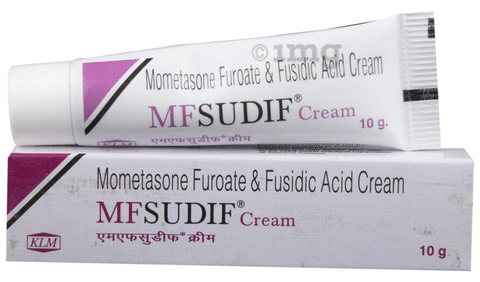 ©1mg
Mometasone Furoate & Fusidic Acid Cream
MFSUDIF® Cream
10 g.
एमएफसुडीफ® क्रीम
Mometasone Furoate & Fusidic Acid Cream
MFSUDIF® Cream
एमएफसुडीफ® क्रीम
KLM
10 g